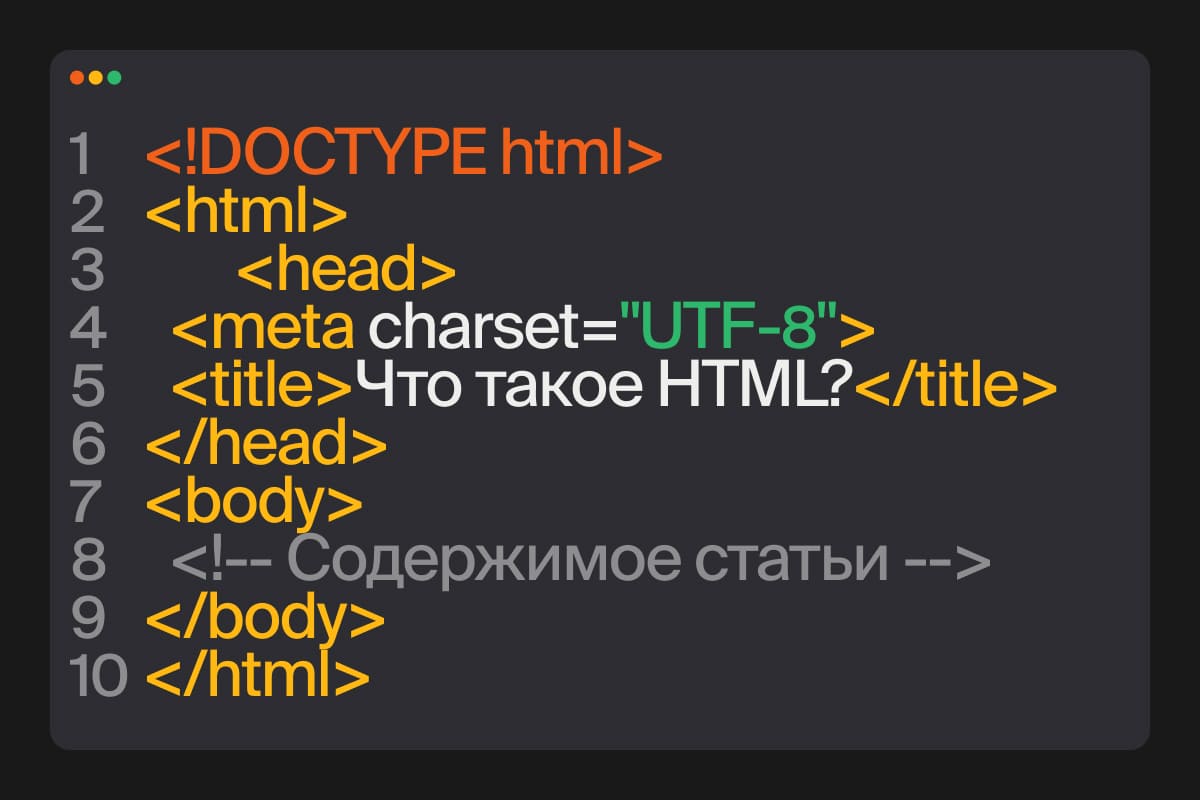 1 <!DOCTYPE html>
2 <html>
3 <head>
4 <meta charset="UTF-8">
5 <title>Что такое HTML?</title>
6 </head>
7 <body>
8 <!-- Содержимое статьи -->
9 </body>
10 </html>